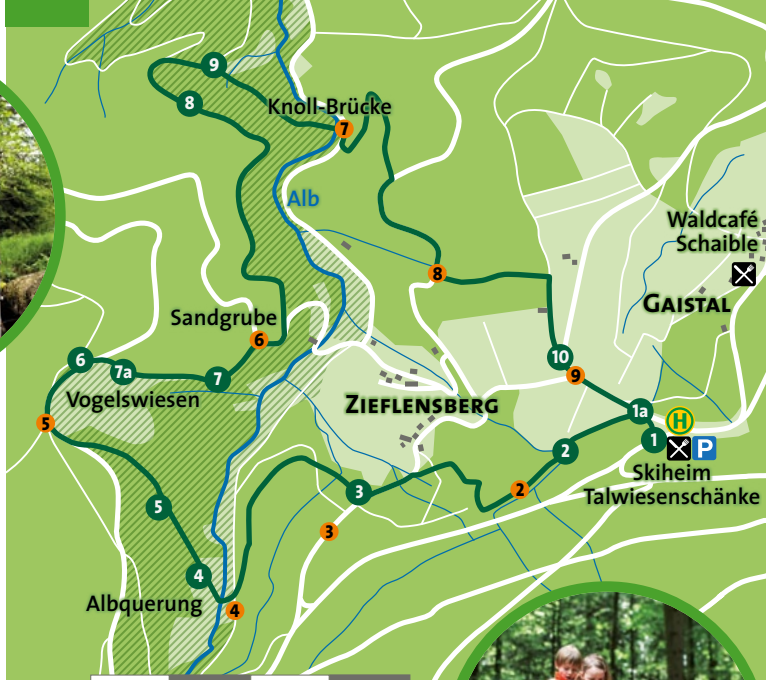 9
8
Knoll-Brücke
7
Alb
Waldcafé
Schaible
8
GAISTAL
Sandgrube
6
6
7a
7
Vogelswiesen
5
10
9
ZIEFLENSBERG
1a
H
1
P
2
Skiheim
Talwiesenschänke
3
2
5
3
4
Albquerung
4